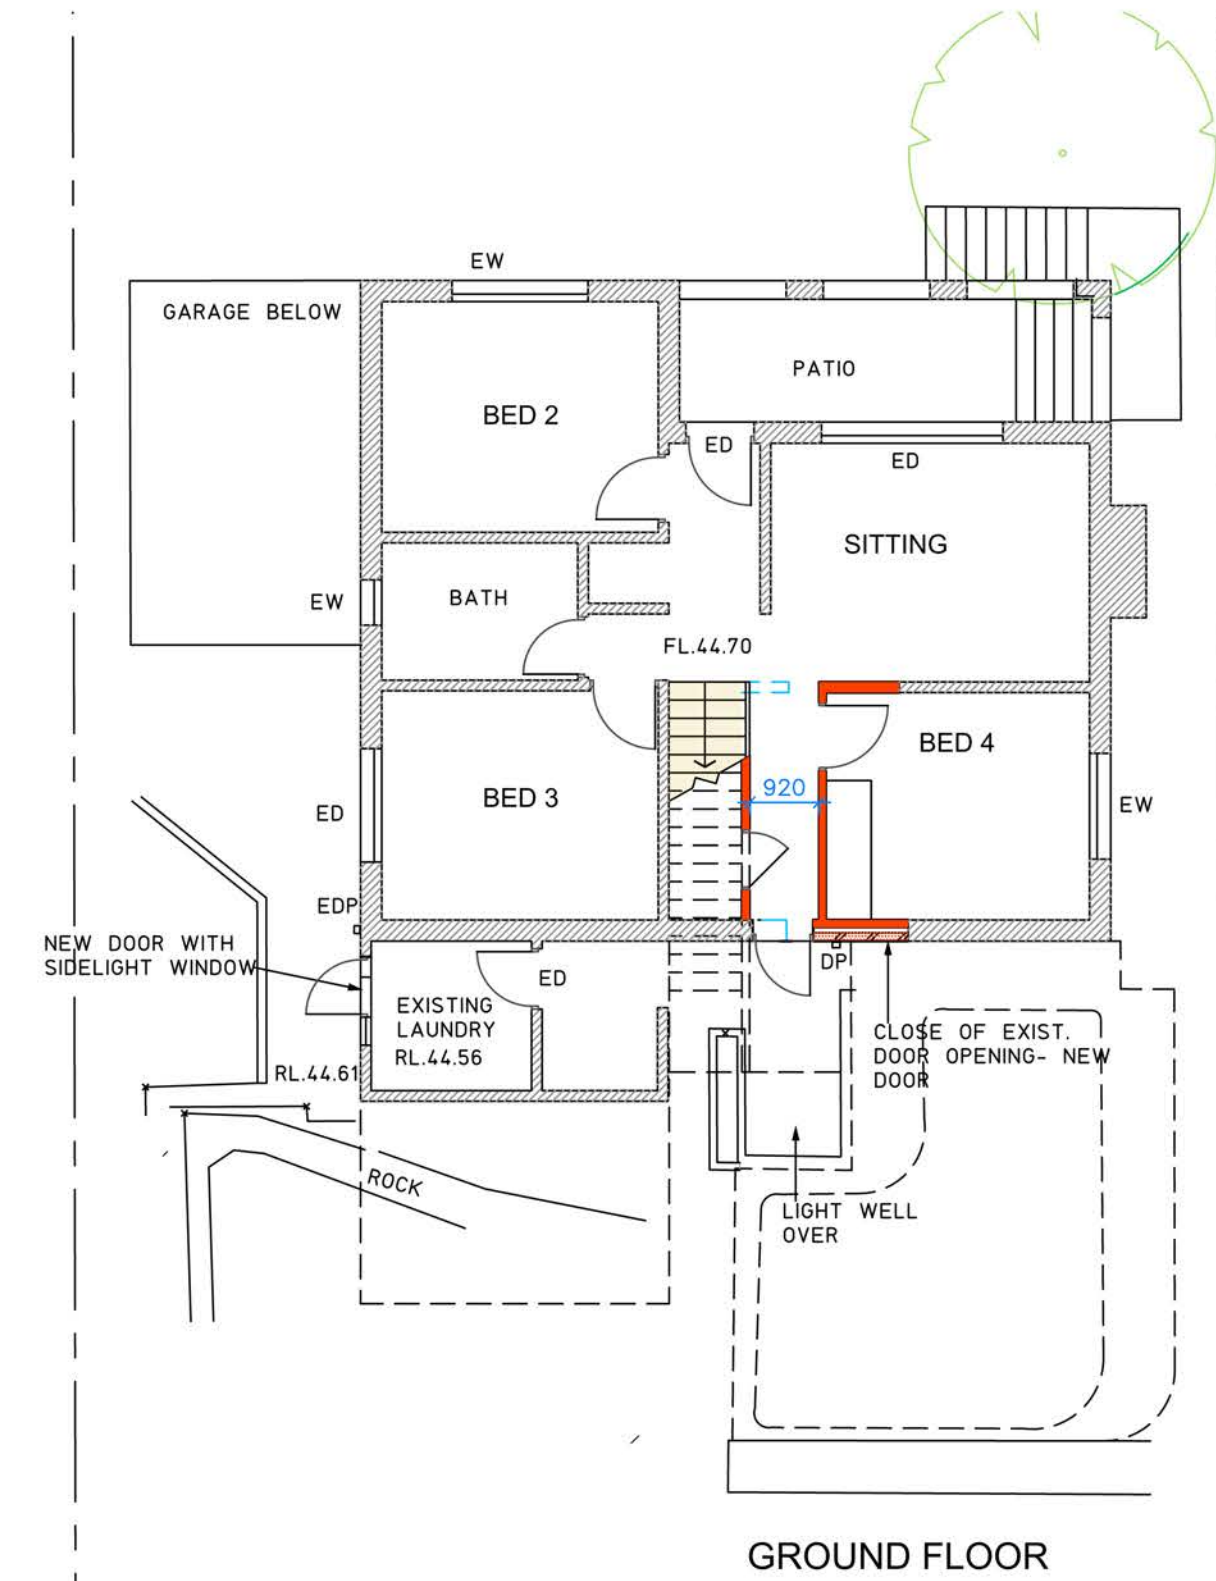 EW
GARAGE BELOW
PATIO
BED 2
ED
ED
SITTING
EW
BATH
FL.44.70
BED 4
920
BED 3
ED
EW
EDP
NEW DOOR WITH
SIDELIGHT WINDOW
DP
ED
EXISTING
LAUNDRY
RL.44.56
RL.44.61
CLOSE OF EXIST.
DOOR OPENING- NEW
DOOR
ROCK
LIGHT WELL
OVER
GROUND FLOOR